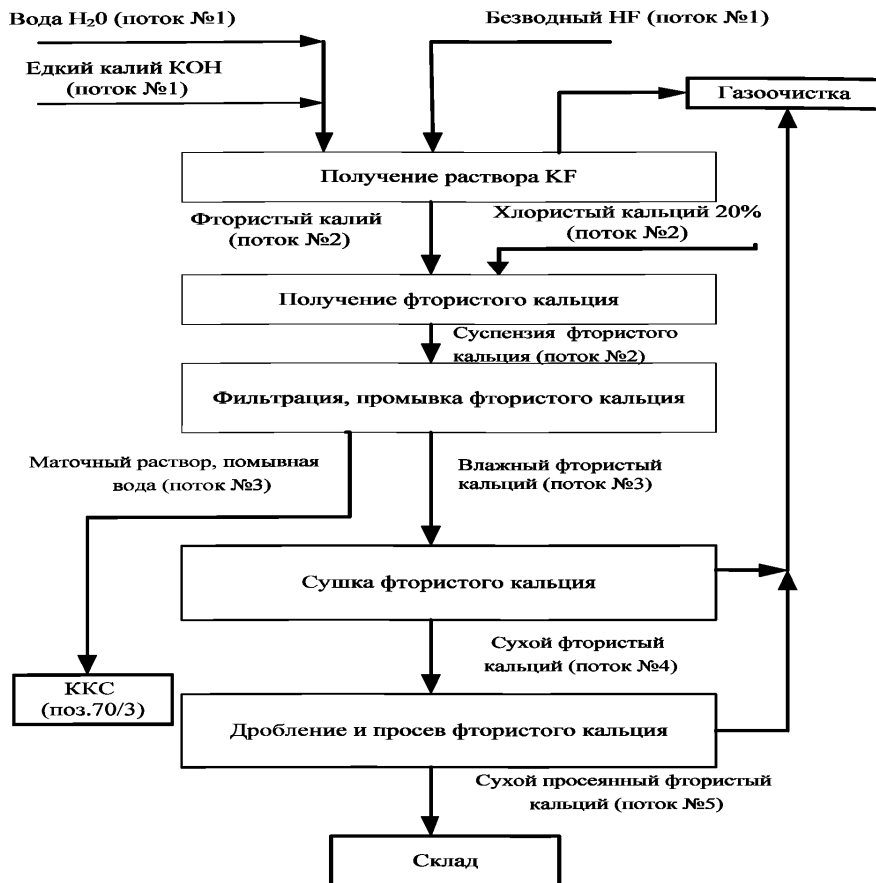 Вода H₂0 (поток №1)
Безводный HF (поток №1)
Едкий калий КОН
(поток №1)
Газоочистка
Получение раствора KF
Фтористый калий
(поток №2)
Хлористый кальций 20%
(поток №2)
Получение фтористого кальция
Суспензия фтористого
кальция (поток №2)
Фильтрация, промывка фтористого кальция
Маточный раствор, помывная
вода (поток №3)
Влажный фтористый
кальций (поток №3)
Сушка фтористого кальция
Сухой фтористый
кальций (поток №4)
ККС
(поз.70/3)
Дробление и просев фтористого кальция
Сухой просеянный фтористый
кальций (поток №5)
Склад